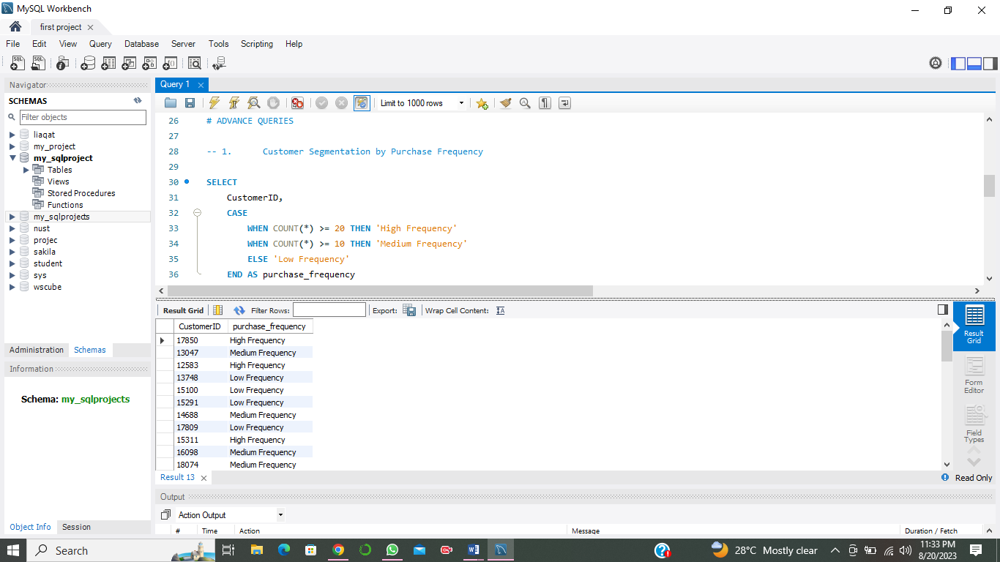 MySQL Workbench
first project
File Edit View Query Database Server Tools Scripting Help
Navigator
SCHEMAS
Filter objects
liaqat
my_project
my_sqlproject
Tables
Views
Stored Procedures
Functions
my_sqlprojects
nust
projec
sakila
student
sys
wscube
Administration Schemas
Information
Schema: my_sqlprojects
Object Info Session
Query 1
Limit to 1000 rows
26 # ADVANCE QUERIES
27
28 -- 1. Customer Segmentation by Purchase Frequency
29
30 SELECT
31 CustomerID,
32 CASE
33 WHEN COUNT(*) >= 20 THEN 'High Frequency'
34 WHEN COUNT(*) >= 10 THEN 'Medium Frequency'
35 ELSE 'Low Frequency'
36 END AS purchase_frequency
Result Grid Filter Rows: Export: Wrap Cell Content:
CustomerID purchase_frequency
17850 High Frequency
13047 Medium Frequency
12583 High Frequency
13748 Low Frequency
15100 Low Frequency
15291 Low Frequency
14688 Medium Frequency
17809 Low Frequency
15311 High Frequency
16098 Medium Frequency
18074 Medium Frequency
Result Grid
Form Editor
Field Types
Result 13
Read Only
Output
Action Output
# Time Action Message Duration / Fetch
Search
28°C Mostly clear
11:33 PM
8/20/2023